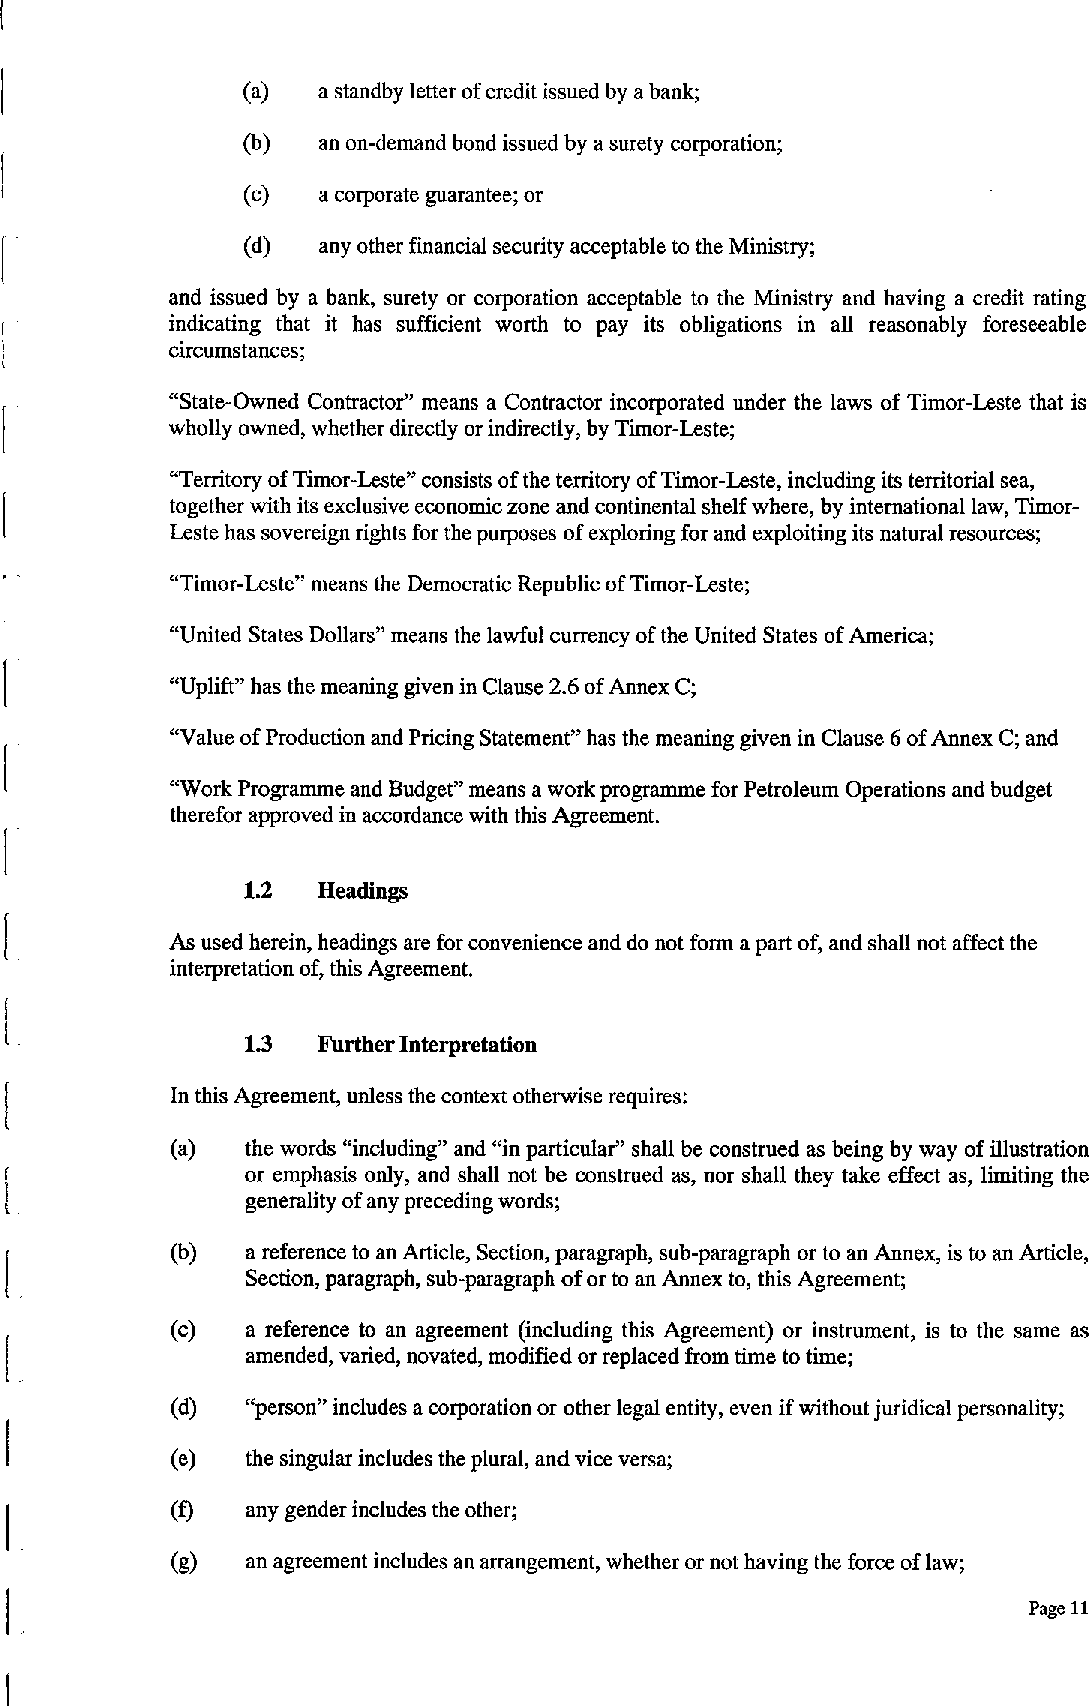 (a) a standby letter of credit issued by a bank;
(b) an on-demand bond issued by a surety corporation;
(c) a corporate guarantee; or
(d) any other financial security acceptable to the Ministry;
and issued by a bank, surety or corporation acceptable to the Ministry and having a credit rating
indicating that it has sufficient worth to pay its obligations in all reasonably foreseeable
circumstances;
“State-Owned Contractor” means a Contractor incorporated under the laws of Timor-Leste that is
wholly owned, whether directly or indirectly, by Timor-Leste;
“Territory of Timor-Leste” consists of the territory of Timor-Leste, including its territorial sea,
together with its exclusive economic zone and continental shelf where, by international law, Timor-
Leste has sovereign rights for the purposes of exploring for and exploiting its natural resources;
“Timor-Leste” means the Democratic Republic of Timor-Leste;
“United States Dollars” means the lawful currency of the United States of America;
“Uplift” has the meaning given in Clause 2.6 of Annex C;
“Value of Production and Pricing Statement” has the meaning given in Clause 6 of Annex C; and
“Work Programme and Budget” means a work programme for Petroleum Operations and budget
therefor approved in accordance with this Agreement.
1.2 Headings
As used herein, headings are for convenience and do not form a part of, and shall not affect the
interpretation of, this Agreement.
1.3 Further Interpretation
In this Agreement, unless the context otherwise requires:
(a) the words “including” and “in particular” shall be construed as being by way of illustration
or emphasis only, and shall not be construed as, nor shall they take effect as, limiting the
generality of any preceding words;
(b) a reference to an Article, Section, paragraph, sub-paragraph or to an Annex, is to an Article,
Section, paragraph, sub-paragraph of or to an Annex to, this Agreement;
(c) a reference to an agreement (including this Agreement) or instrument, is to the same as
amended, varied, novated, modified or replaced from time to time;
(d) “person” includes a corporation or other legal entity, even if without juridical personality;
(e) the singular includes the plural, and vice versa;
(f) any gender includes the other;
(g) an agreement includes an arrangement, whether or not having the force of law;
Page 11